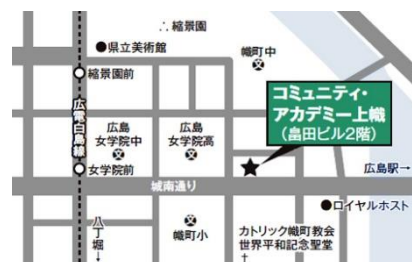 ∴縮景園
●県立美術館
幟町中
縮景園前
コミュニティ・
アカデミー上幟
(畠田ビル2階)
広電白島線
広島
女学院中
広島
女学院高
広島駅→
女学院前
城南通り
●ロイヤルホスト
八丁堀↓
幟町小
カトリック幟町教会
世界平和記念聖堂